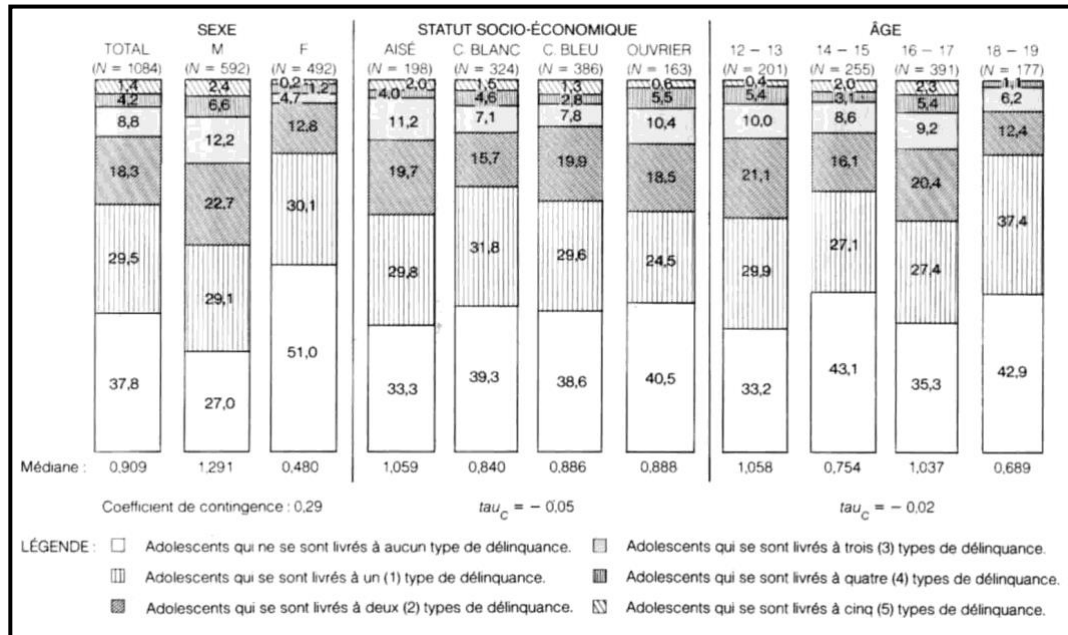 SEXE STATUT SOCIO-ÉCONOMIQUE ÂGE
TOTAL M F AISÉ C. BLANC C. BLEU OUVRIER 12 – 13 14 – 15 16 – 17 18 – 19
(N = 1084) (N = 592) (N = 492) (N = 198) (N = 324) (N = 386) (N = 163) (N = 201) (N = 255) (N = 391) (N = 177)
1,4 2,4 0,2 2,0 1,5 1,3 0,6 0,4 2,0 2,3 1,1
4,2 6,6 1,2 4,0 4,6 2,8 5,5 5,4 3,1 5,4 6,2
8,8 12,2 4,7 11,2 7,1 7,8 10,4 10,0 8,6 9,2 12,4
18,3 22,7 12,8 19,7 15,7 19,9 18,5 21,1 16,1 20,4 37,4
29,5 29,1 30,1 29,8 31,8 29,6 24,5 29,9 27,1 27,4 42,9
37,8 27,0 51,0 33,3 39,3 38,6 40,5 33,2 43,1 35,3
Médiane : 0,909 1,291 0,480 1,059 0,840 0,886 0,888 1,058 0,754 1,037 0,689
Coefficient de contingence : 0,29 tau C = – 0,05 tau C = – 0,02
LÉGENDE : Adolescents qui ne se sont livrés à aucun type de délinquance. Adolescents qui se sont livrés à trois (3) types de délinquance.
Adolescents qui se sont livrés à un (1) type de délinquance. Adolescents qui se sont livrés à quatre (4) types de délinquance.
Adolescents qui se sont livrés à deux (2) types de délinquance. Adolescents qui se sont livrés à cinq (5) types de délinquance.